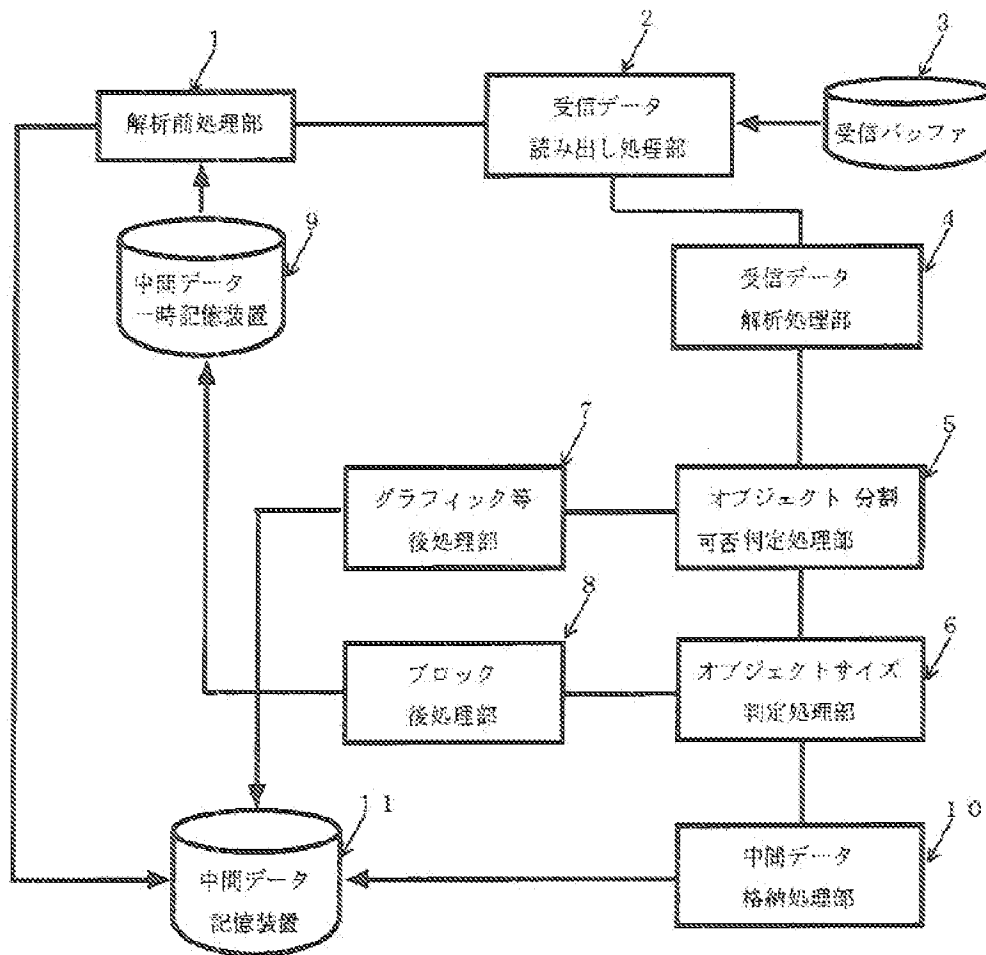 1
解析前処理部
2
受信データ
読み出し処理部
3
受信バッファ
9
中間データ
一時記憶装置
4
受信データ
解析処理部
7
グラフィック等
後処理部
5
オブジェクト 分割
可否判定処理部
8
ブロック
後処理部
6
オブジェクトサイズ
判定処理部
11
中間データ
記憶装置
10
中間データ
格納処理部